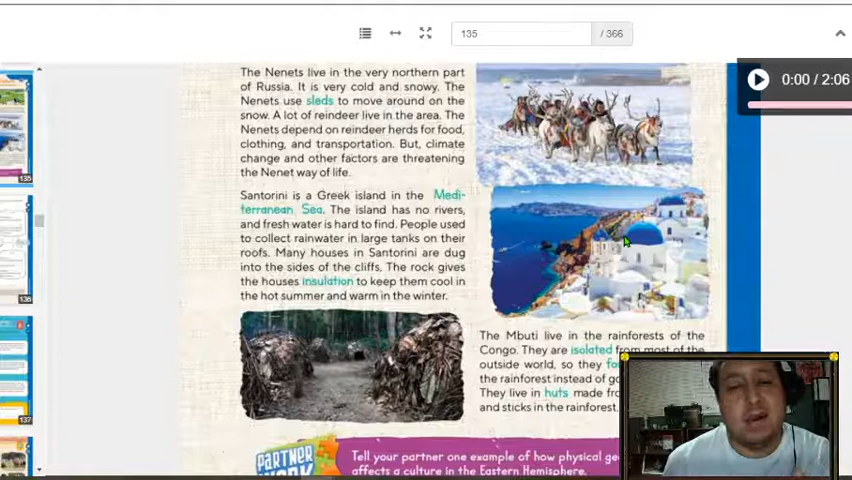 135
/ 366
0:00 / 2:06
The Nenets live in the very northern part
of Russia. It is very cold and snowy. The
Nenets use sleds to move around on the
snow. A lot of reindeer live in the area. The
Nenets depend on reindeer herds for food,
clothing, and transportation. But, climate
change and other factors are threatening
the Nenet way of life.
Santorini is a Greek island in the Medi-
terranean Sea. The island has no rivers,
and fresh water is hard to find. People used
to collect rainwater in large tanks on their
roofs. Many houses in Santorini are dug
into the sides of the cliffs. The rock gives
the houses insulation to keep them cool in
the hot summer and warm in the winter.
The Mbuti live in the rainforests of the
Congo. They are isolated from most of the
outside world, so they
the rainforest instead of
They live in huts made
and sticks in the rainforest.
PARTNER
Tell your partner one example of how physical
affects a culture in the Eastern Hemisphere.
135
136
137